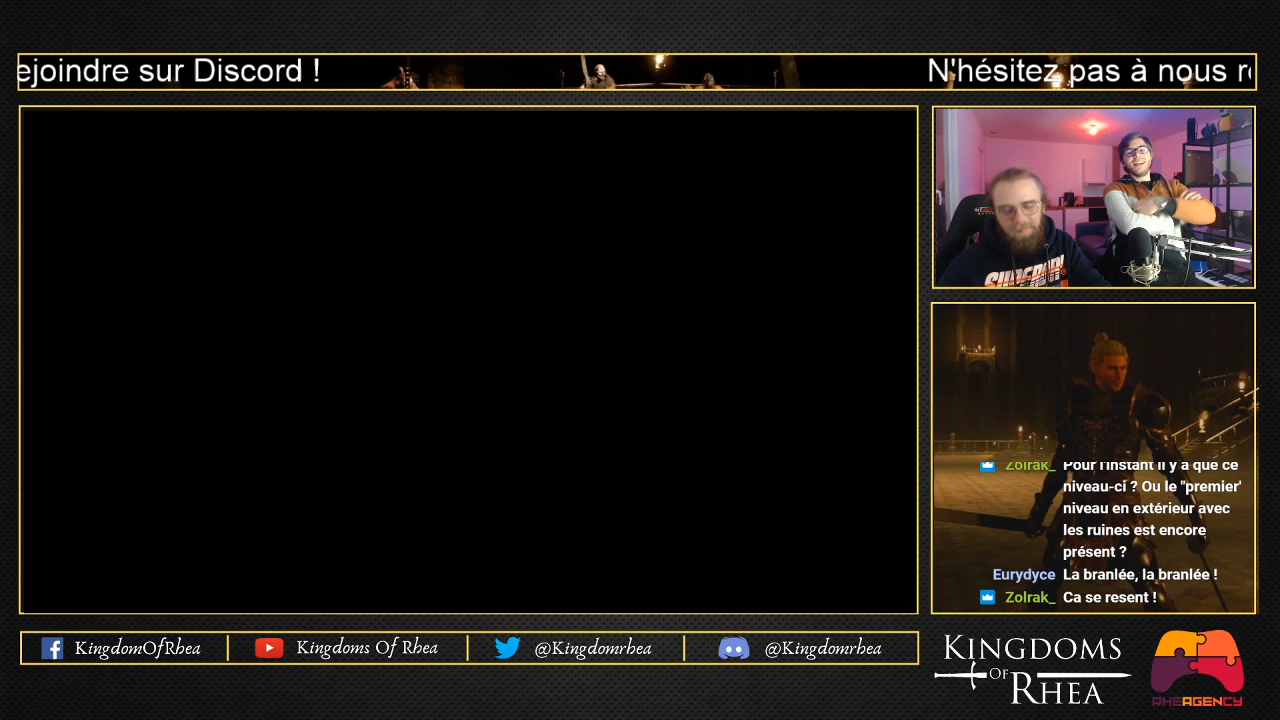 ejoindre sur Discord !
N'hésitez pas à nous r
Zolrak_ Pour l'instant il y a que ce
niveau-ci ? Ou le "premier"
niveau en extérieur avec
les ruines est encore
présent ?
Eurydyce La branlée, la branlée !
Zolrak_ Ca se resent !
KingdomOfRhea
Kingdoms Of Rhea
@Kingdomrhea
@Kingdomrhea
KINGDOMS
OF
RHEA
RHEAGENCY